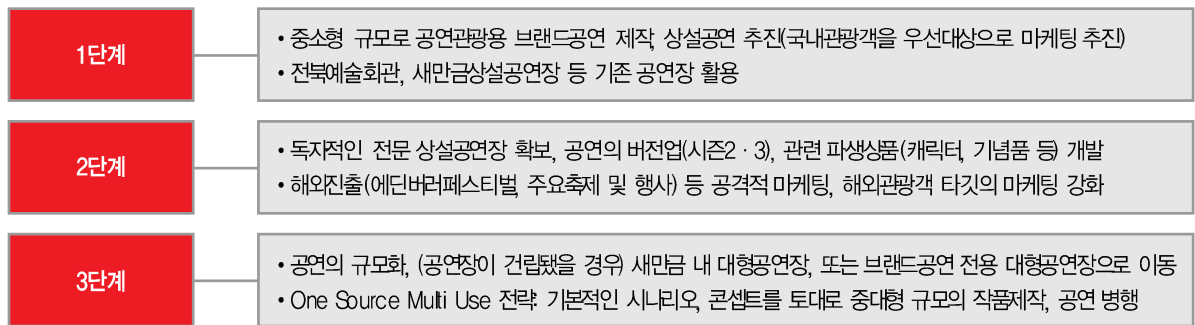 1단계
• 중소형 규모로 공연관광용 브랜드공연 제작, 상설공연 추진(국내관광객을 우선대상으로 마케팅 추진)
• 전북예술회관, 새만금상설공연장 등 기존 공연장 활용
2단계
• 독자적인 전문 상설공연장 확보, 공연의 버전업(시즌2 · 3), 관련 파생상품(캐릭터, 기념품 등) 개발
• 해외진출(에딘버러페스티벌, 주요축제 및 행사) 등 공격적 마케팅, 해외관광객 타깃의 마케팅 강화
3단계
• 공연의 규모화, (공연장이 건립됐을 경우) 새만금 내 대형공연장, 또는 브랜드공연 전용 대형공연장으로 이동
• One Source Multi Use 전략: 기본적인 시나리오, 콘셉트를 토대로 중대형 규모의 작품제작, 공연 병행